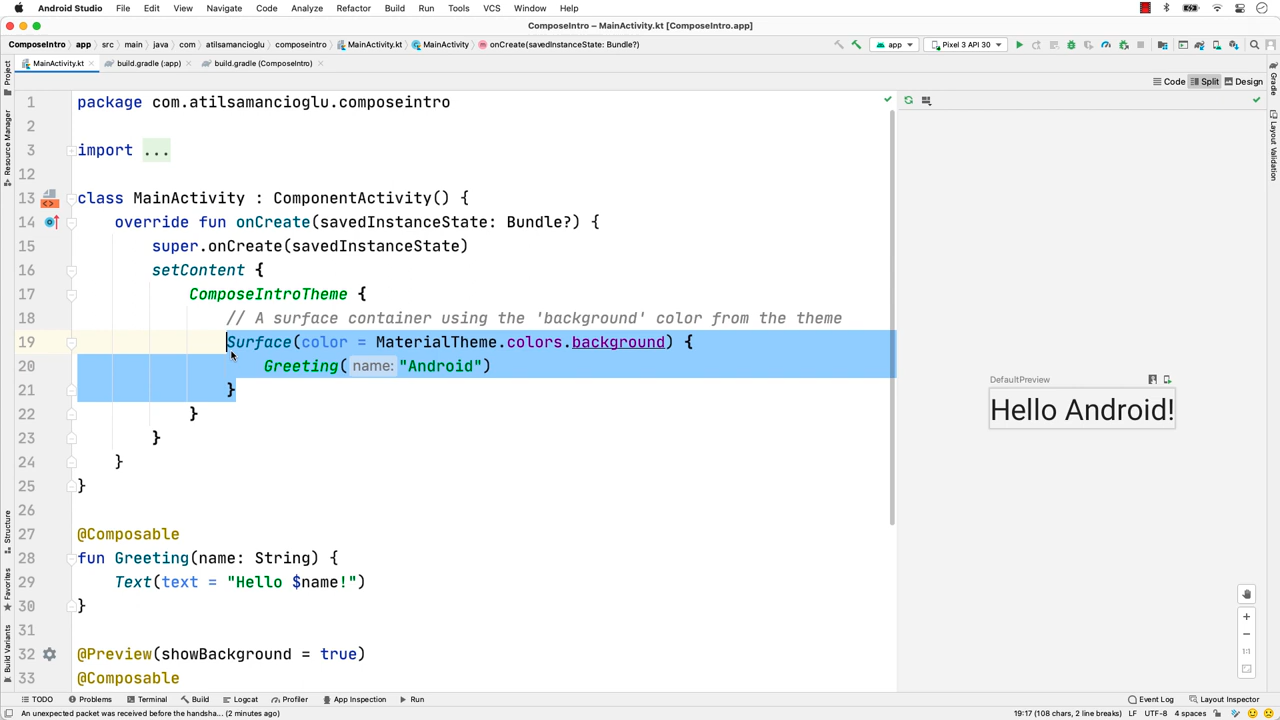 Android Studio File Edit View Navigate Code Analyze Refactor Build Run Tools VCS Window Help
ComposeIntro – MainActivity.kt [ComposeIntro.app]
ComposeIntro app src main java com atilsamancioglu composeintro MainActivity.kt MainActivity onCreate(savedInstanceState: Bundle?) app Pixel 3 API 30
MainActivity.kt build.gradle (:app) build.gradle (ComposeIntro)
Code Split Design
Project
Resource Manager
Structure
Favorites
Build Variants
Gradle
Layout Validation
1 package com.atilsamancioglu.composeintro
2
3 import ...
12
13 class MainActivity : ComponentActivity() {
14 override fun onCreate(savedInstanceState: Bundle?) {
15 super.onCreate(savedInstanceState)
16 setContent {
17 ComposeIntroTheme {
18 // A surface container using the 'background' color from the theme
19 Surface(color = MaterialTheme.colors.background) {
20 Greeting( name: "Android")
21 }
22 }
23 }
24 }
25 }
26
27 @Composable
28 fun Greeting(name: String) {
29 Text(text = "Hello $name!")
30 }
31
32 @Preview(showBackground = true)
33 @Composable
DefaultPreview
Hello Android!
1:1
TODO Problems Terminal Build Logcat Profiler App Inspection Run Event Log Layout Inspector
An unexpected packet was received before the handsha... (2 minutes ago) 19:17 (108 chars, 2 line breaks) LF UTF-8 4 spaces